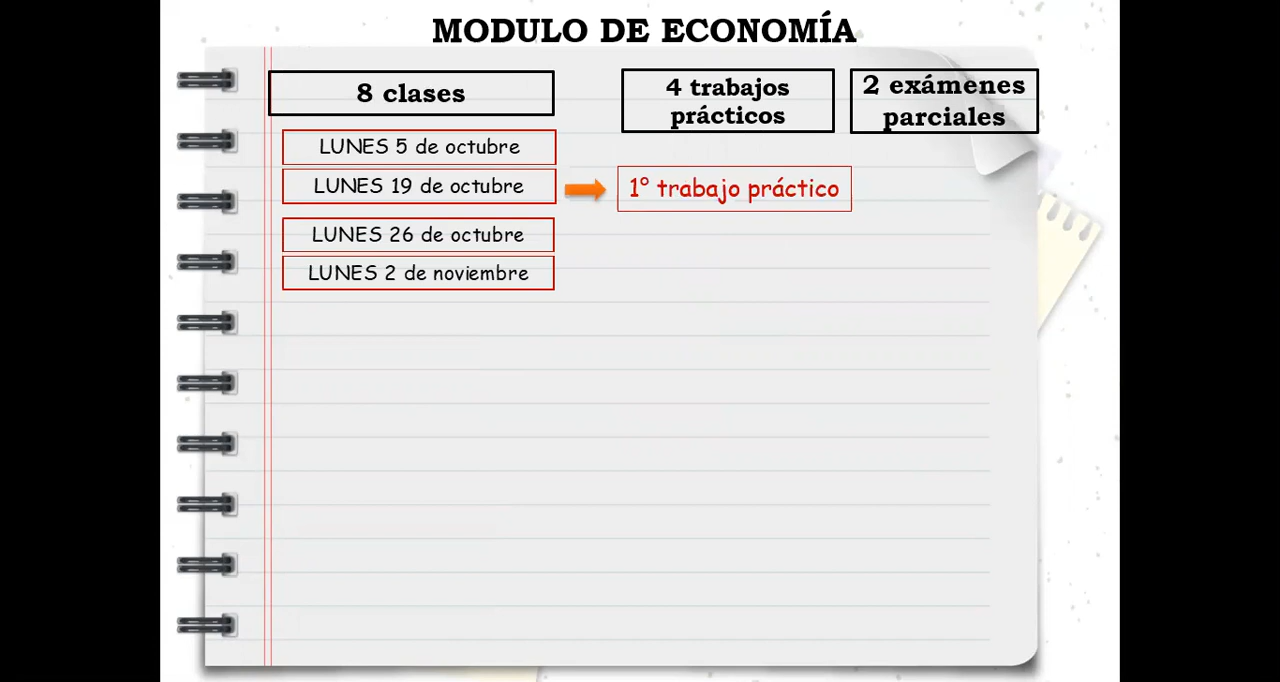 MODULO DE ECONOMÍA
8 clases
4 trabajos
prácticos
2 exámenes
parciales
LUNES 5 de octubre
LUNES 19 de octubre
1° trabajo práctico
LUNES 26 de octubre
LUNES 2 de noviembre